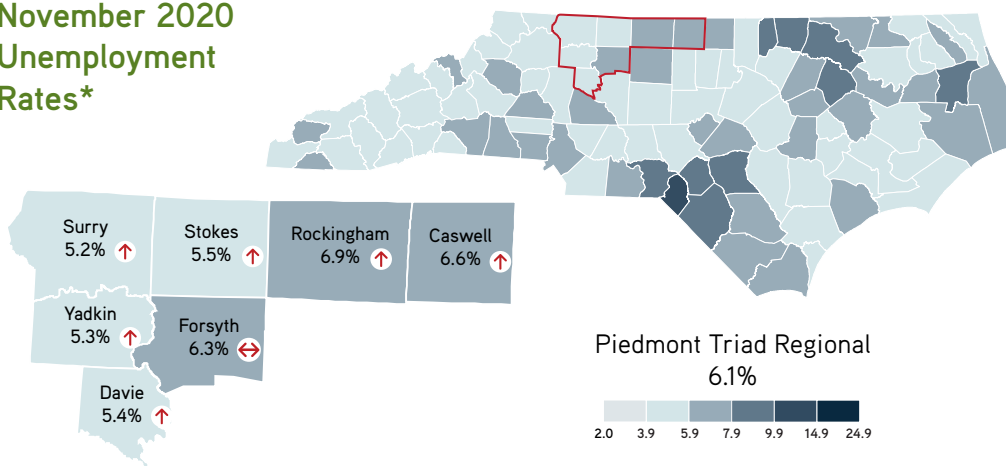 November 2020
Unemployment
Rates*
Surry
5.2%
Stokes
5.5%
Rockingham
6.9%
Caswell
6.6%
Yadkin
5.3%
Forsyth
6.3%
Davie
5.4%
Piedmont Triad Regional
6.1%
2.0 3.9 5.9 7.9 9.9 14.9 24.9